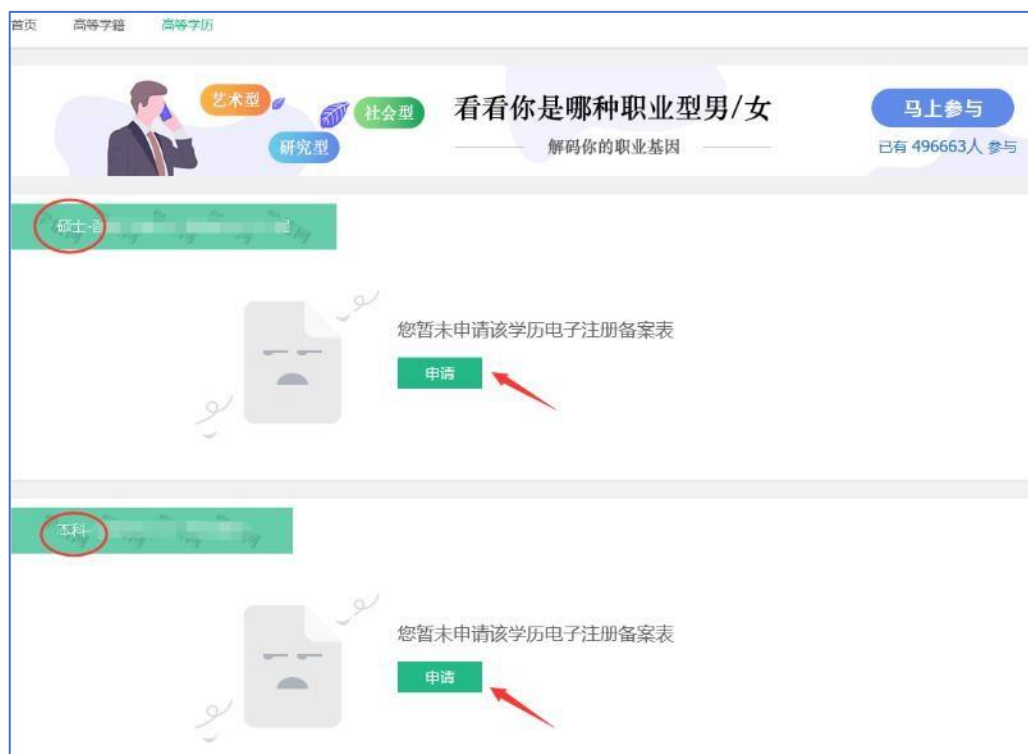 首页 高等学籍 高等学历
艺术型
社会型
研究型
看看你是哪种职业型男/女
解码你的职业基因
马上参与
已有 496663人 参与
硕士-
您暂未申请该学历电子注册备案表
申请
本科-
您暂未申请该学历电子注册备案表
申请